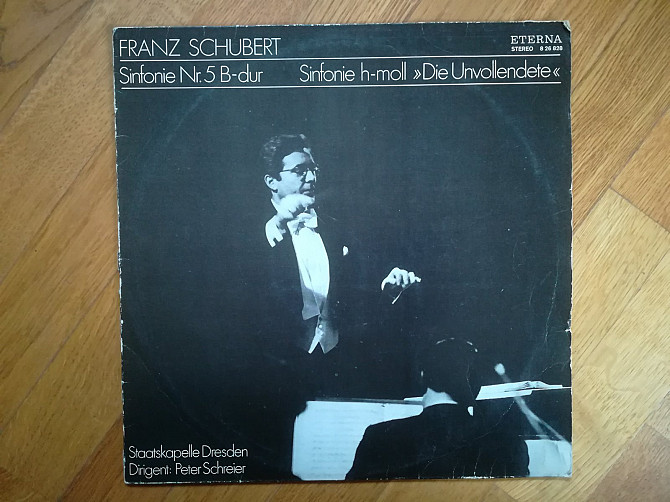 FRANZ SCHUBERT
ETERNA
STEREO 8 26 828
Sinfonie Nr. 5 B-dur Sinfonie h-moll »Die Unvollendete«
Staatskapelle Dresden
Dirigent: Peter Schreier